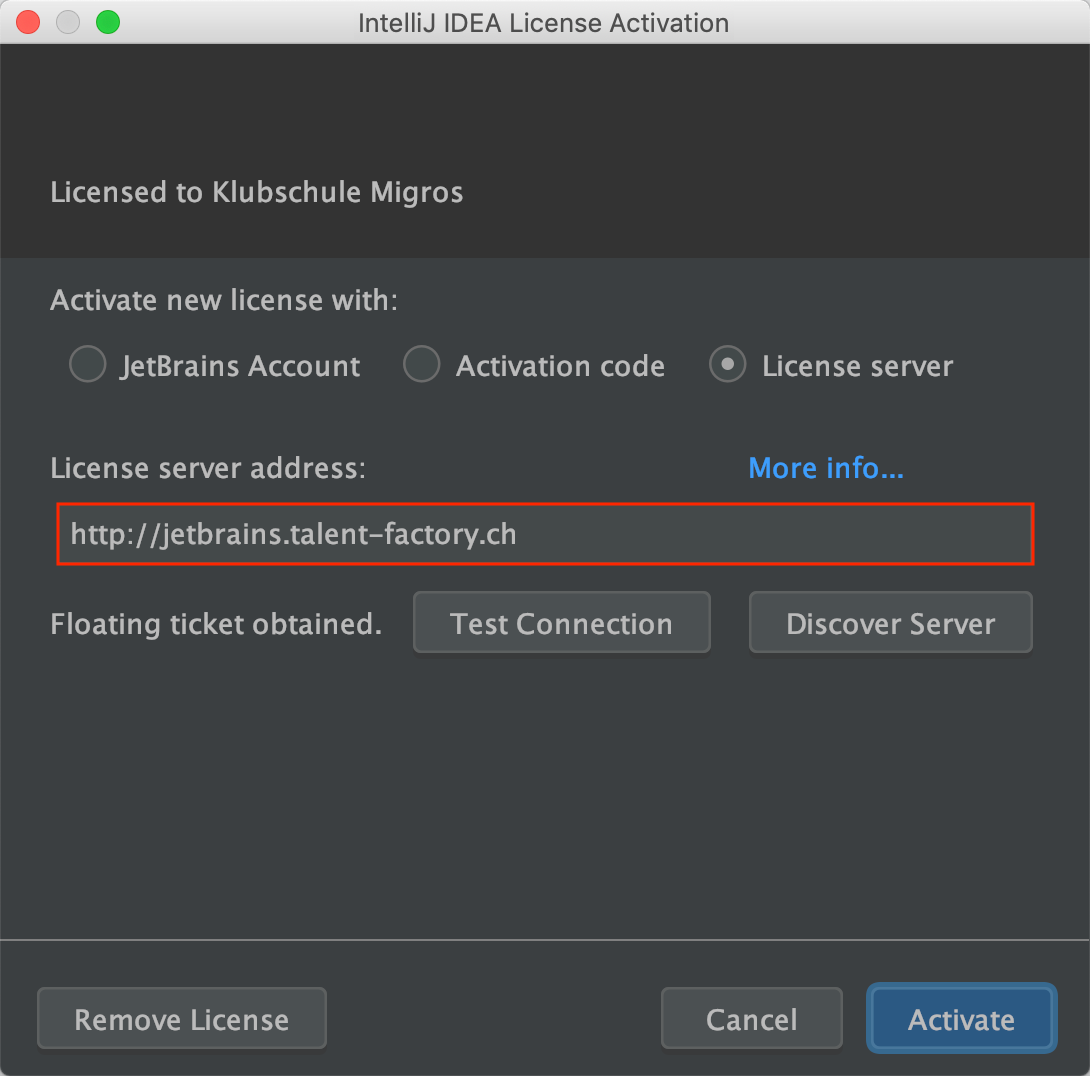 IntelliJ IDEA License Activation
Licensed to Klubschule Migros
Activate new license with:
JetBrains Account Activation code License server
License server address: More info...
http://jetbrains.talent-factory.ch
Floating ticket obtained. Test Connection Discover Server
Remove License Cancel Activate